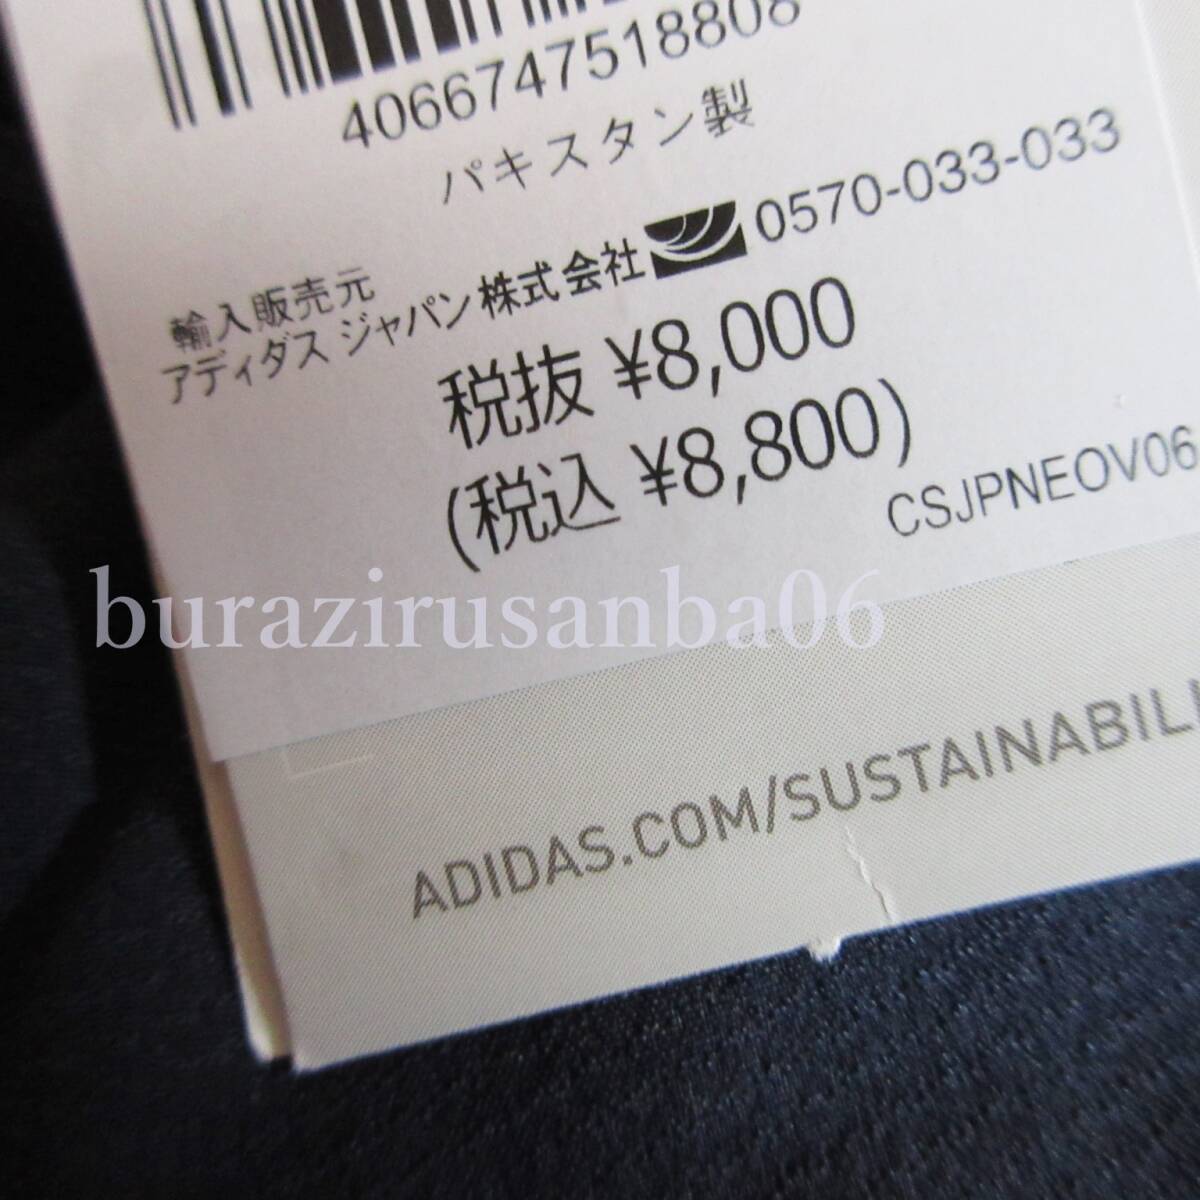 4066747518808
パキスタン製
輸入販売元
アディダス ジャパン株式会社 0570-033-033
税抜 ¥8,000
(税込 ¥8,800)
CSJPNEOV06
burazirusanba06
ADIDAS.COM/SUSTAINABILI